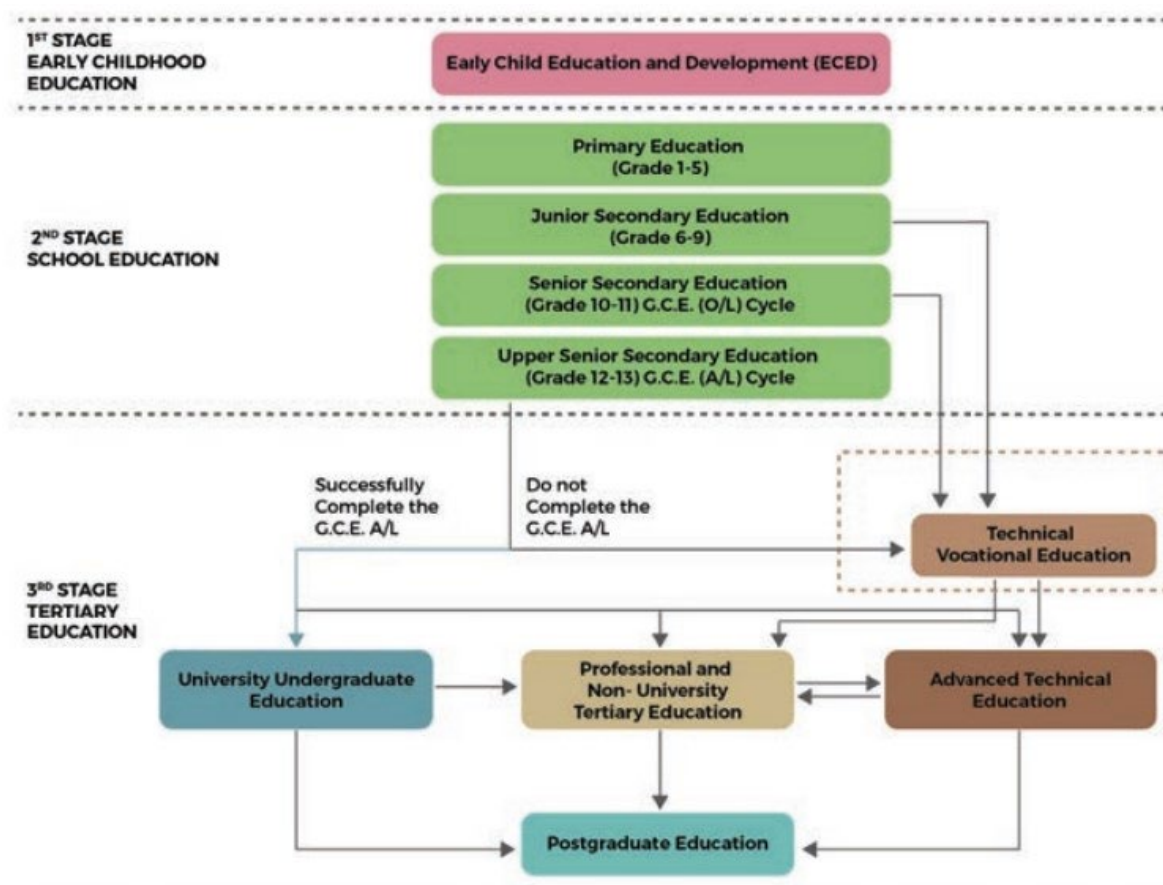 1ST STAGE
EARLY CHILDHOOD
EDUCATION
Early Child Education and Development (ECED)
Primary Education
(Grade 1-5)
Junior Secondary Education
(Grade 6-9)
2ND STAGE
SCHOOL EDUCATION
Senior Secondary Education
(Grade 10-11) G.C.E. (O/L) Cycle
Upper Senior Secondary Education
(Grade 12-13) G.C.E. (A/L) Cycle
Successfully
Complete the
G.C.E. A/L
Do not
Complete the
G.C.E. A/L
Technical
Vocational Education
3RD STAGE
TERTIARY
EDUCATION
University Undergraduate
Education
Professional and
Non- University
Tertiary Education
Advanced Technical
Education
Postgraduate Education